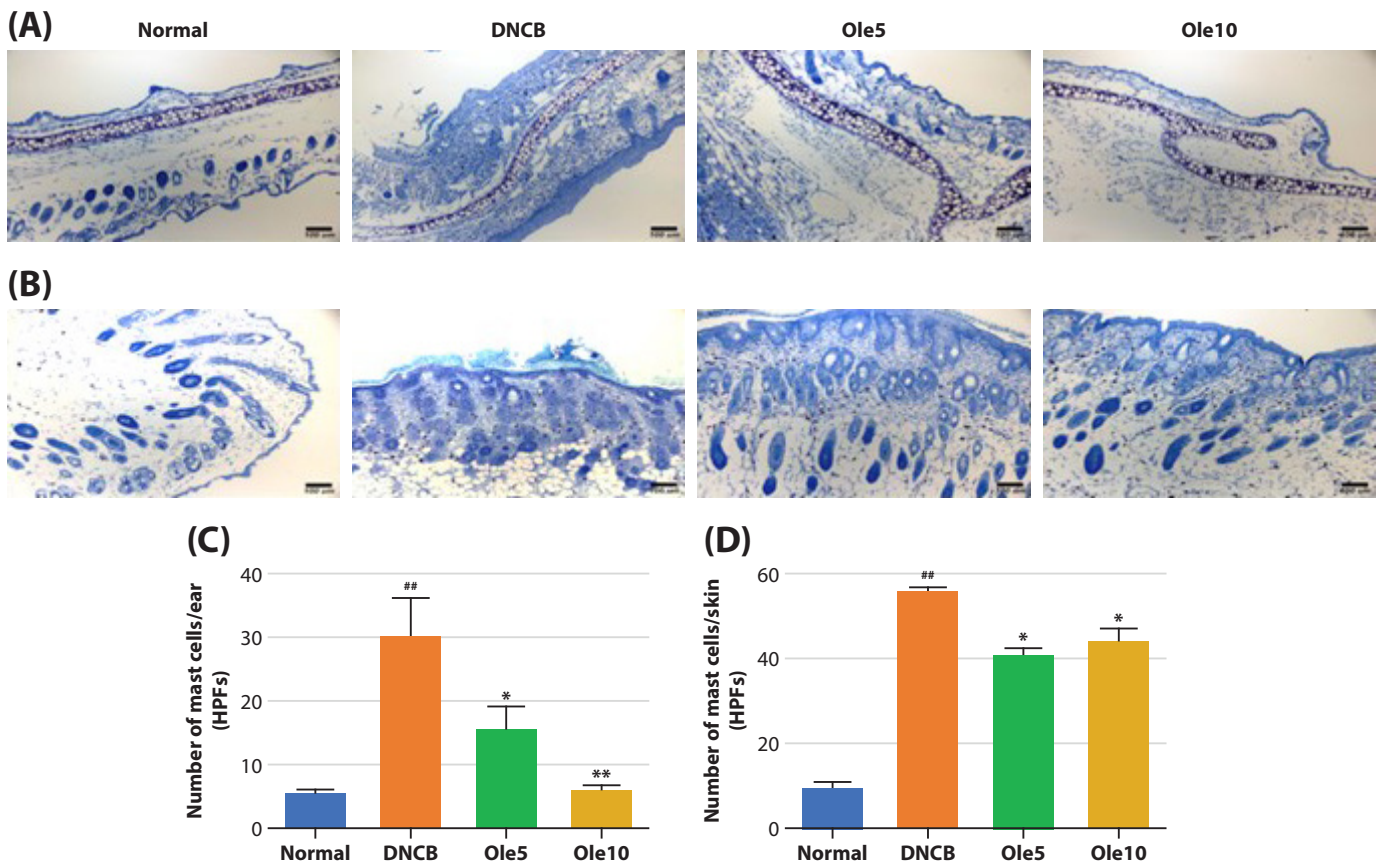 (A)
Normal DNCB Ole5 Ole10
(B)
(C)
Number of mast cells/ear
(HPFs)
40
30
20
10
0
##
*
**
Normal DNCB Ole5 Ole10
(D)
Number of mast cells/skin
(HPFs)
60
40
20
0
##
*
*
Normal DNCB Ole5 Ole10